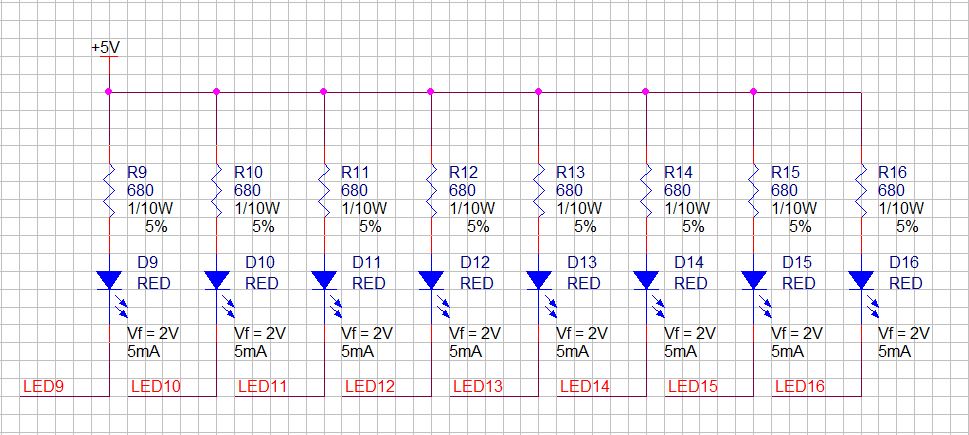 +5V
R9 R10 R11 R12 R13 R14 R15 R16
680 680 680 680 680 680 680 680
1/10W 1/10W 1/10W 1/10W 1/10W 1/10W 1/10W 1/10W
5% 5% 5% 5% 5% 5% 5% 5%
D9 D10 D11 D12 D13 D14 D15 D16
RED RED RED RED RED RED RED RED
Vf = 2V Vf = 2V Vf = 2V Vf = 2V Vf = 2V Vf = 2V Vf = 2V Vf = 2V
5mA 5mA 5mA 5mA 5mA 5mA 5mA 5mA
LED9 LED10 LED11 LED12 LED13 LED14 LED15 LED16